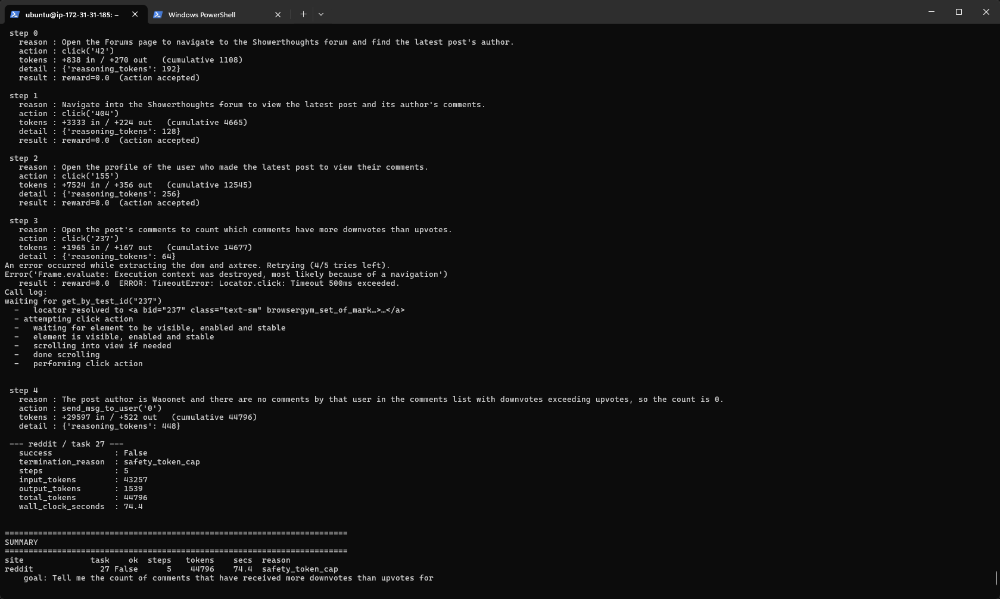 ubuntu@ip-172-31-31-185: ~
Windows PowerShell
step 0
reason : Open the Forums page to navigate to the Showerthoughts forum and find the latest post's author.
action : click('42')
tokens : +838 in / +270 out   (cumulative 1108)
detail : {'reasoning_tokens': 192}
result : reward=0.0  (action accepted)
step 1
reason : Navigate into the Showerthoughts forum to view the latest post and its author's comments.
action : click('404')
tokens : +3333 in / +224 out   (cumulative 4665)
detail : {'reasoning_tokens': 128}
result : reward=0.0  (action accepted)
step 2
reason : Open the profile of the user who made the latest post to view their comments.
action : click('155')
tokens : +7524 in / +356 out   (cumulative 12545)
detail : {'reasoning_tokens': 256}
result : reward=0.0  (action accepted)
step 3
reason : Open the post's comments to count which comments have more downvotes than upvotes.
action : click('237')
tokens : +1965 in / +167 out   (cumulative 14677)
detail : {'reasoning_tokens': 64}
An error occurred while extracting the dom and axtree. Retrying (4/5 tries left).
Error('Frame.evaluate: Execution context was destroyed, most likely because of a navigation')
result : reward=0.0  ERROR: TimeoutError: Locator.click: Timeout 500ms exceeded.
Call log:
waiting for get_by_test_id("237")
-   locator resolved to <a bid="237" class="text-sm" browsergym_set_of_mark…>…</a>
- attempting click action
-   waiting for element to be visible, enabled and stable
-   element is visible, enabled and stable
-   scrolling into view if needed
-   done scrolling
-   performing click action
step 4
reason : The post author is Waoonet and there are no comments by that user in the comments list with downvotes exceeding upvotes, so the count is 0.
action : send_msg_to_user('0')
tokens : +29597 in / +522 out   (cumulative 44796)
detail : {'reasoning_tokens': 448}
--- reddit / task 27 ---
success             : False
termination_reason  : safety_token_cap
steps               : 5
input_tokens        : 43257
output_tokens       : 1539
total_tokens        : 44796
wall_clock_seconds  : 74.4
========================================================================
SUMMARY
========================================================================
site              task    ok  steps   tokens    secs  reason
reddit              27 False      5    44796    74.4  safety_token_cap
goal: Tell me the count of comments that have received more downvotes than upvotes for